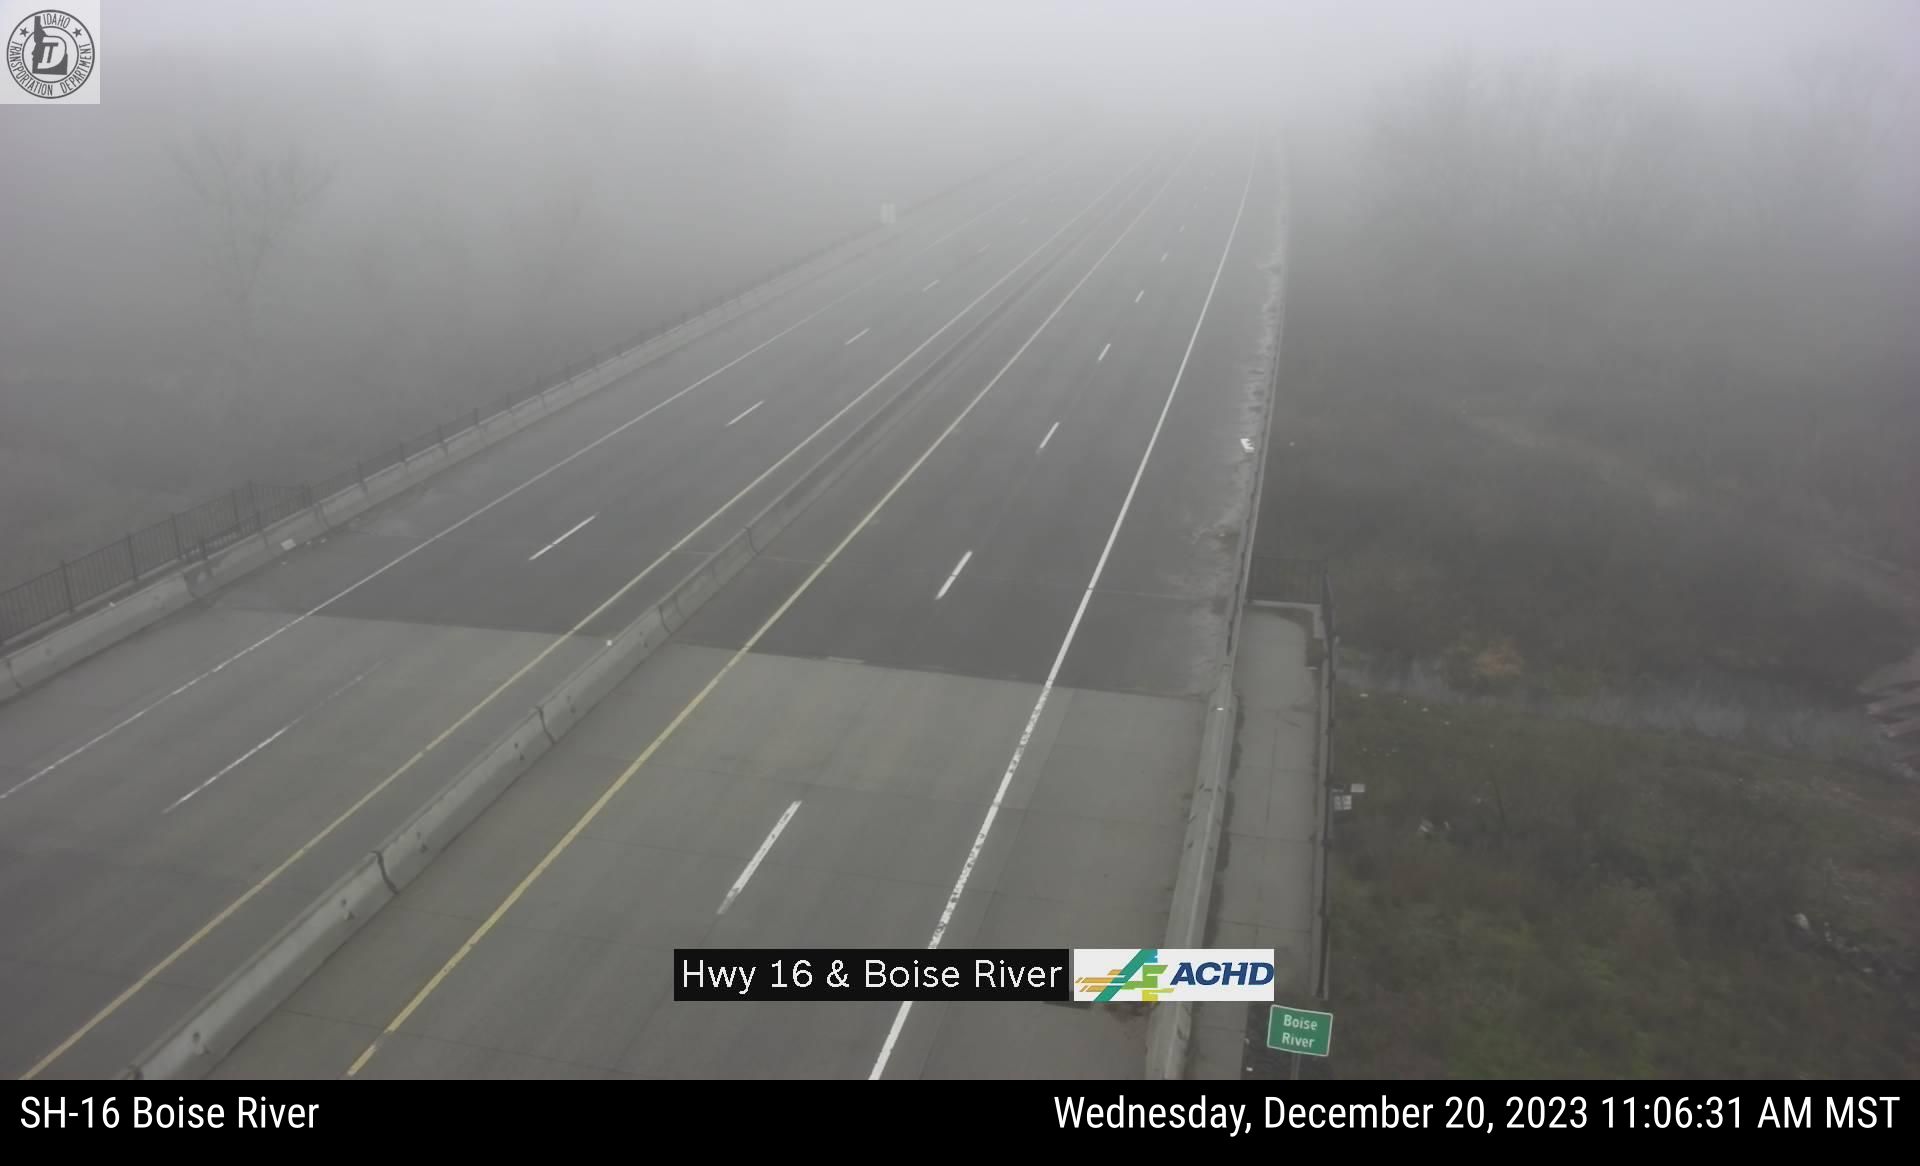 IDAHO
TRANSPORTATION DEPARTMENT
Hwy 16 & Boise River
ACHD
Boise
River
SH-16 Boise River
Wednesday, December 20, 2023 11:06:31 AM MST